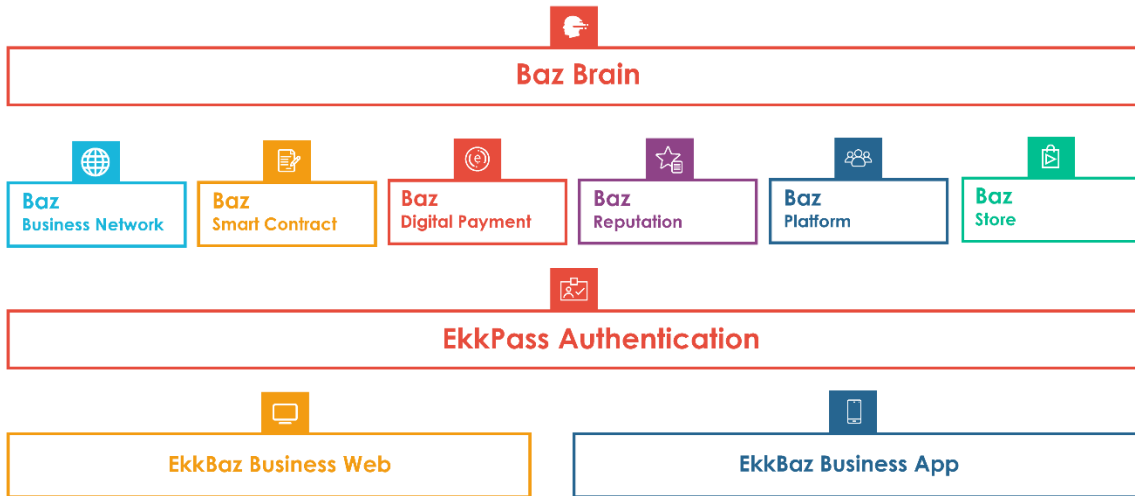 Baz Brain
Baz
Business Network
Baz
Smart Contract
e
Baz
Digital Payment
Baz
Reputation
Baz
Platform
Baz
Store
EkkPass Authentication
EkkBaz Business Web
EkkBaz Business App